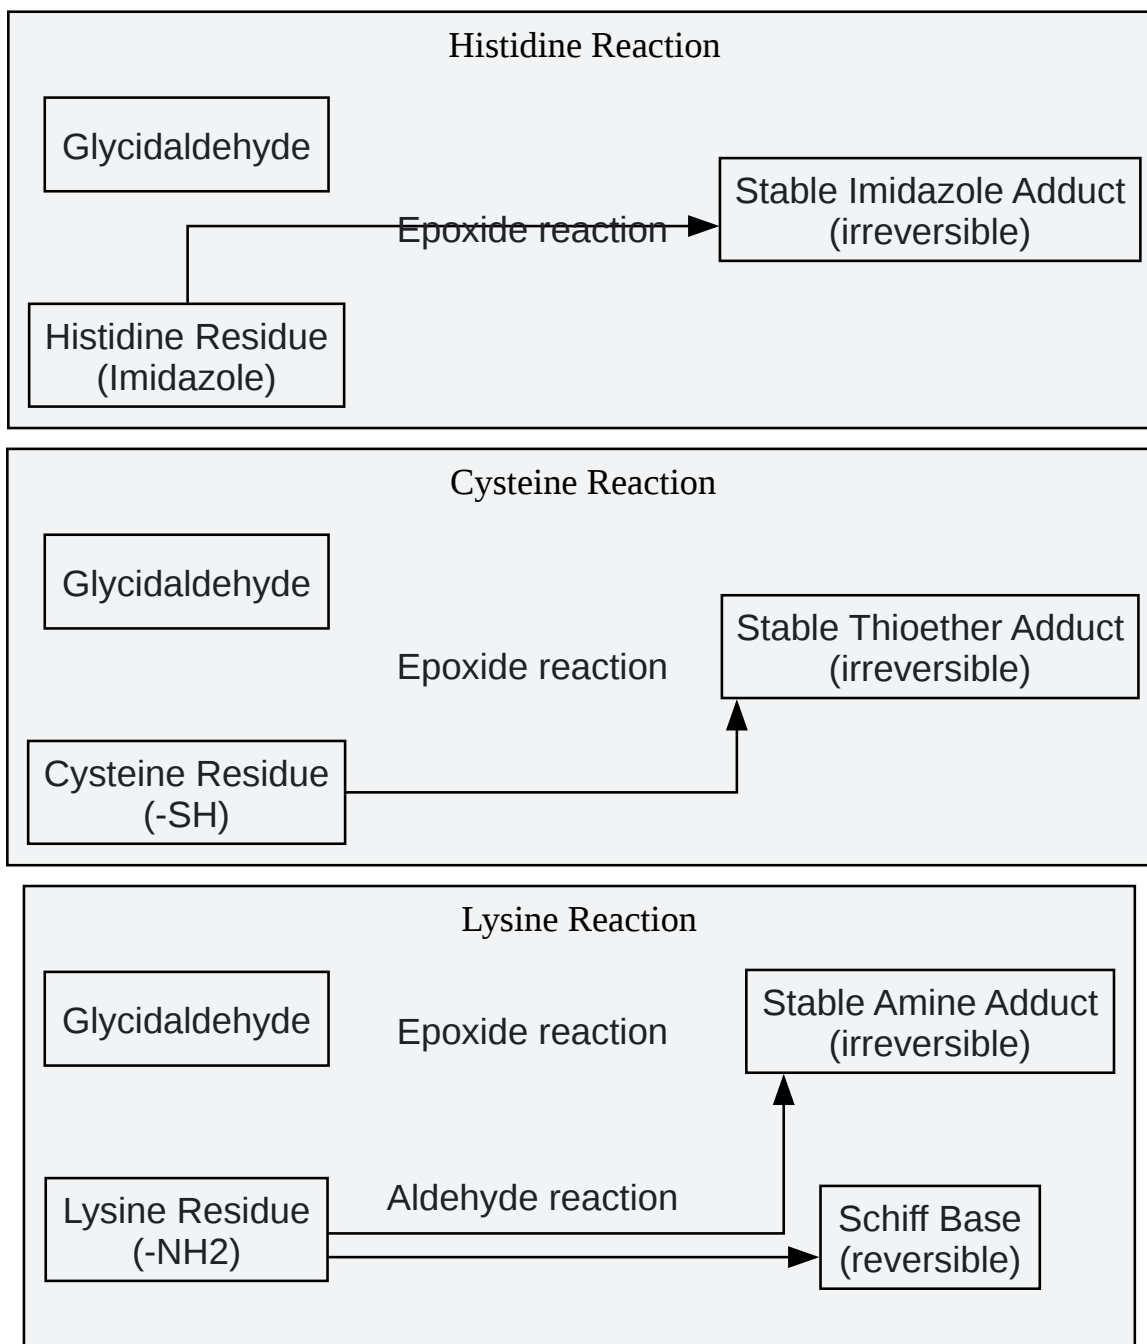 Histidine Reaction
Glycidaldehyde
Stable Imidazole Adduct
(irreversible)
Epoxide reaction
Histidine Residue
(Imidazole)
Cysteine Reaction
Glycidaldehyde
Stable Thioether Adduct
(irreversible)
Epoxide reaction
Cysteine Residue
(-SH)
Lysine Reaction
Glycidaldehyde
Epoxide reaction
Stable Amine Adduct
(irreversible)
Aldehyde reaction
Lysine Residue
(-NH2)
Schiff Base
(reversible)